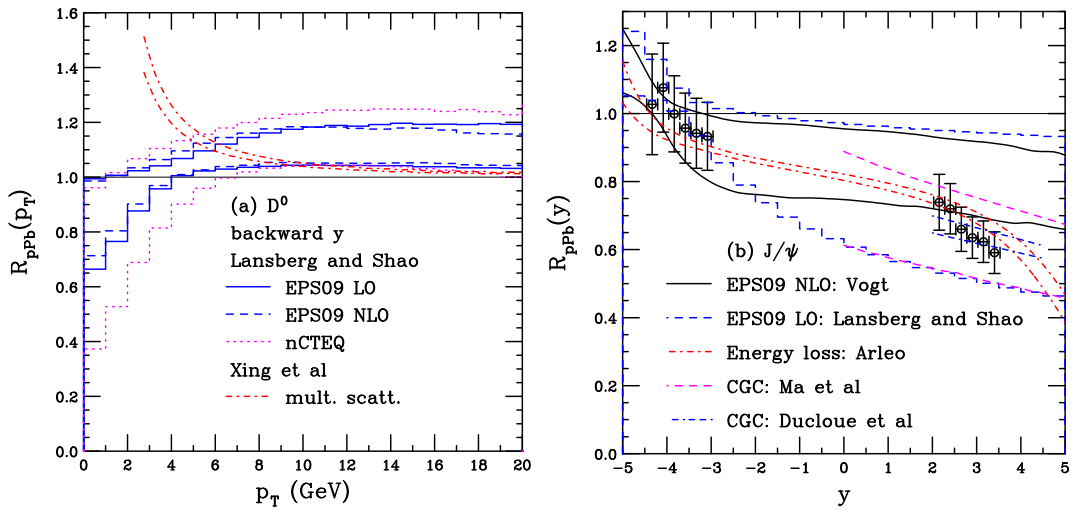 1.6
1.4
1.2
1.0
0.8
0.6
0.4
0.2
0.0
R_pPb(p_T)
(a) D⁰
backward y
Lansberg and Shao
EPS09 LO
EPS09 NLO
nCTEQ
Xing et al
mult. scatt.
0 2 4 6 8 10 12 14 16 18 20
p_T (GeV)
1.2
1.0
0.8
0.6
0.4
0.2
0.0
R_pPb(y)
(b) J/ψ
EPS09 NLO: Vogt
EPS09 LO: Lansberg and Shao
Energy loss: Arleo
CGC: Ma et al
CGC: Ducloue et al
-5 -4 -3 -2 -1 0 1 2 3 4 5
y